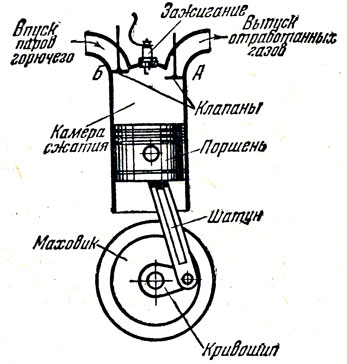 Зажигание
Впуск
паров
горючего
Выпуск
отработанных
газов
Б
А
Клапаны
Камера
сжатия
Поршень
Шатун
Маховик
Кривошип